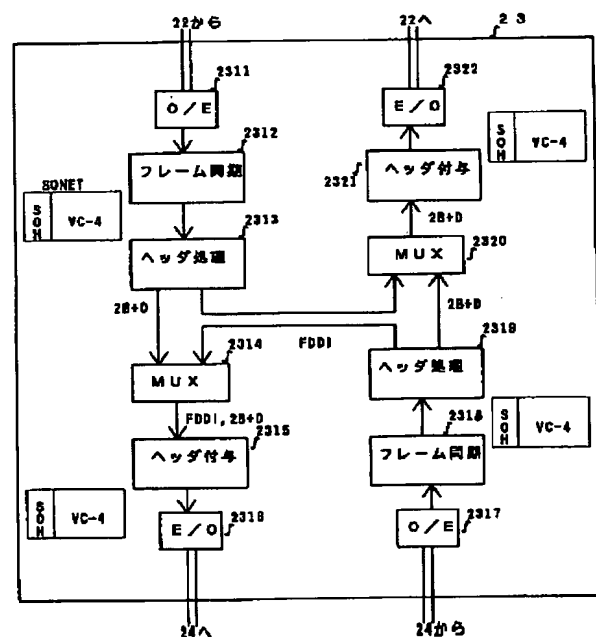 22から
22へ
23
2311
O/E
2322
E/O
2312
フレーム同期
SOH
VC-4
2321
ヘッダ付与
SONET
SOH
VC-4
2313
ヘッダ処理
2B+D
2320
MUX
2B+D
2B+D
FDDI
2314
MUX
2319
ヘッダ処理
FDDI,2B+D
2315
ヘッダ付与
2318
フレーム同期
SOH
VC-4
SOH
VC-4
2316
E/O
2317
O/E
24へ
24から